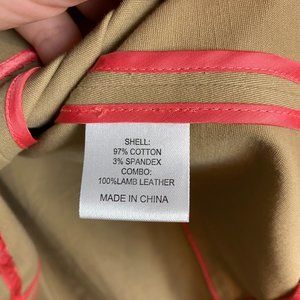 SHELL:
97% COTTON
3% SPANDEX
COMBO:
100%LAMB LEATHER
MADE IN CHINA